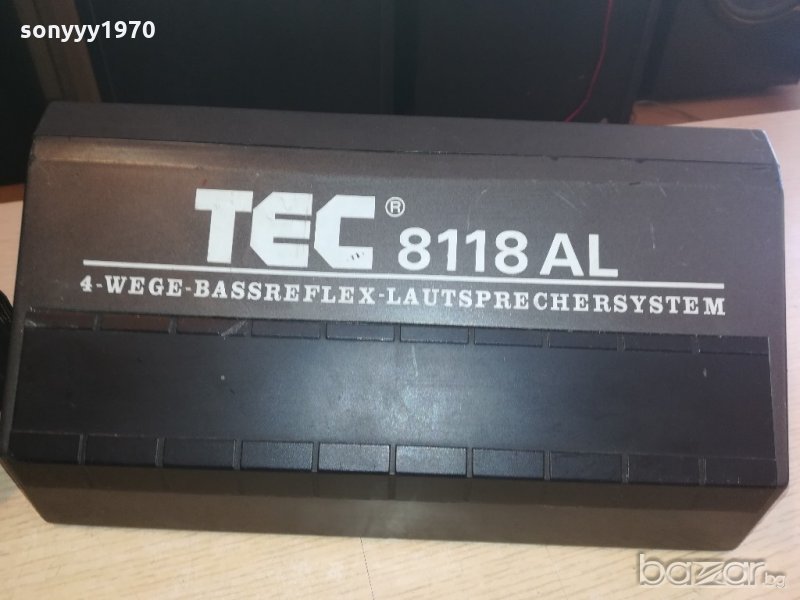 sonyyy1970
TEC® 8118 AL
4-WEGE-BASSREFLEX-LAUTSPRECHERSYSTEM
bazar.bg